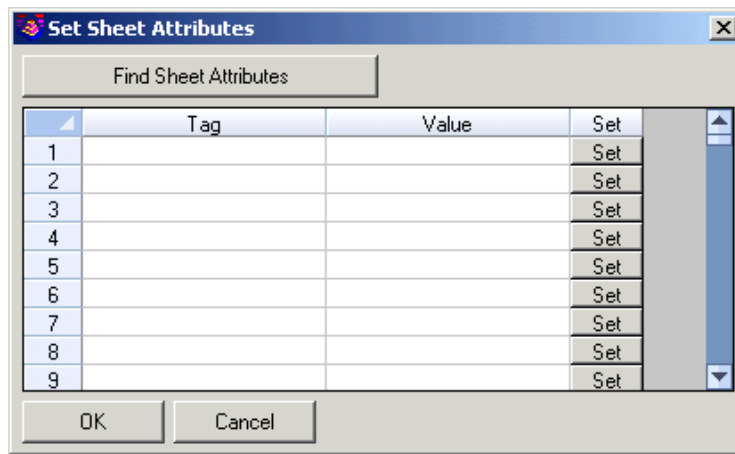 Set Sheet Attributes
Find Sheet Attributes
Tag Value Set
1 Set
2 Set
3 Set
4 Set
5 Set
6 Set
7 Set
8 Set
9 Set
OK Cancel